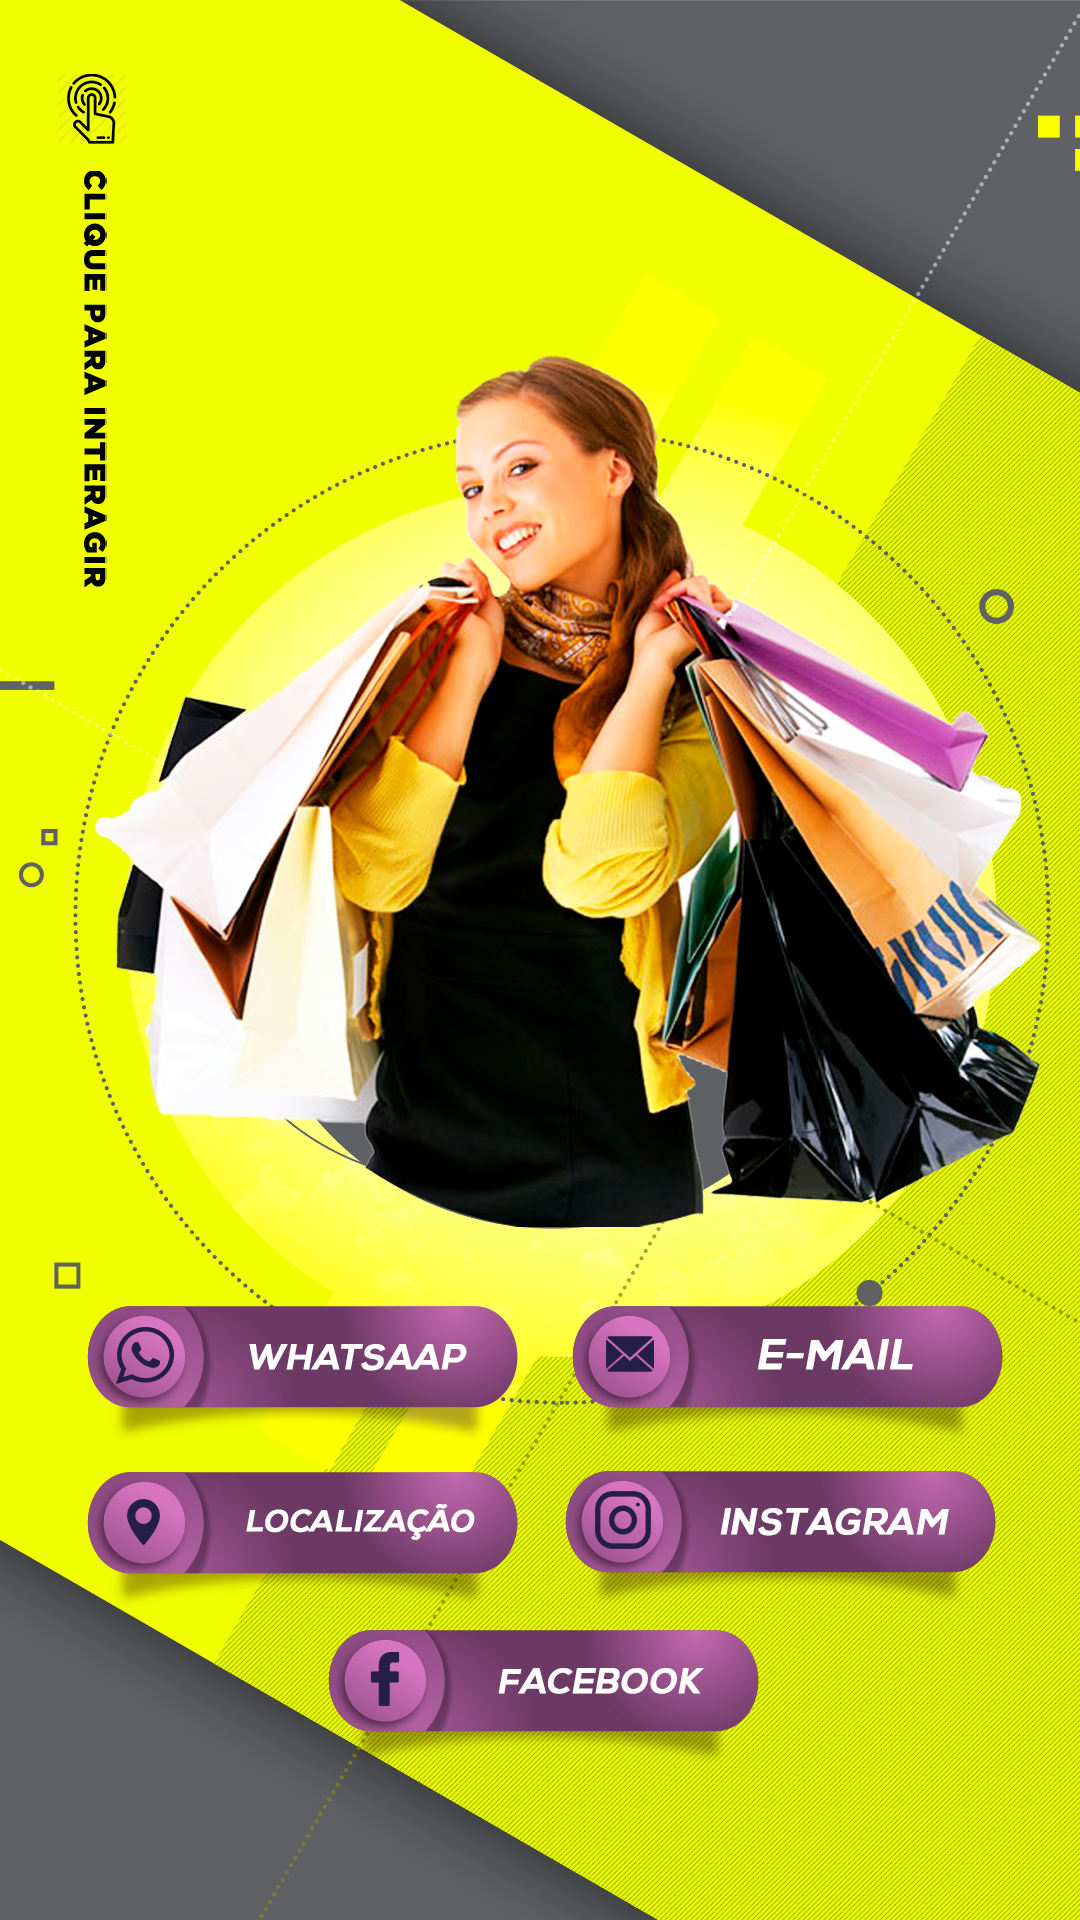 CLIQUE PARA INTERAGIR
WHATSAAP
E-MAIL
LOCALIZAÇÃO
INSTAGRAM
FACEBOOK